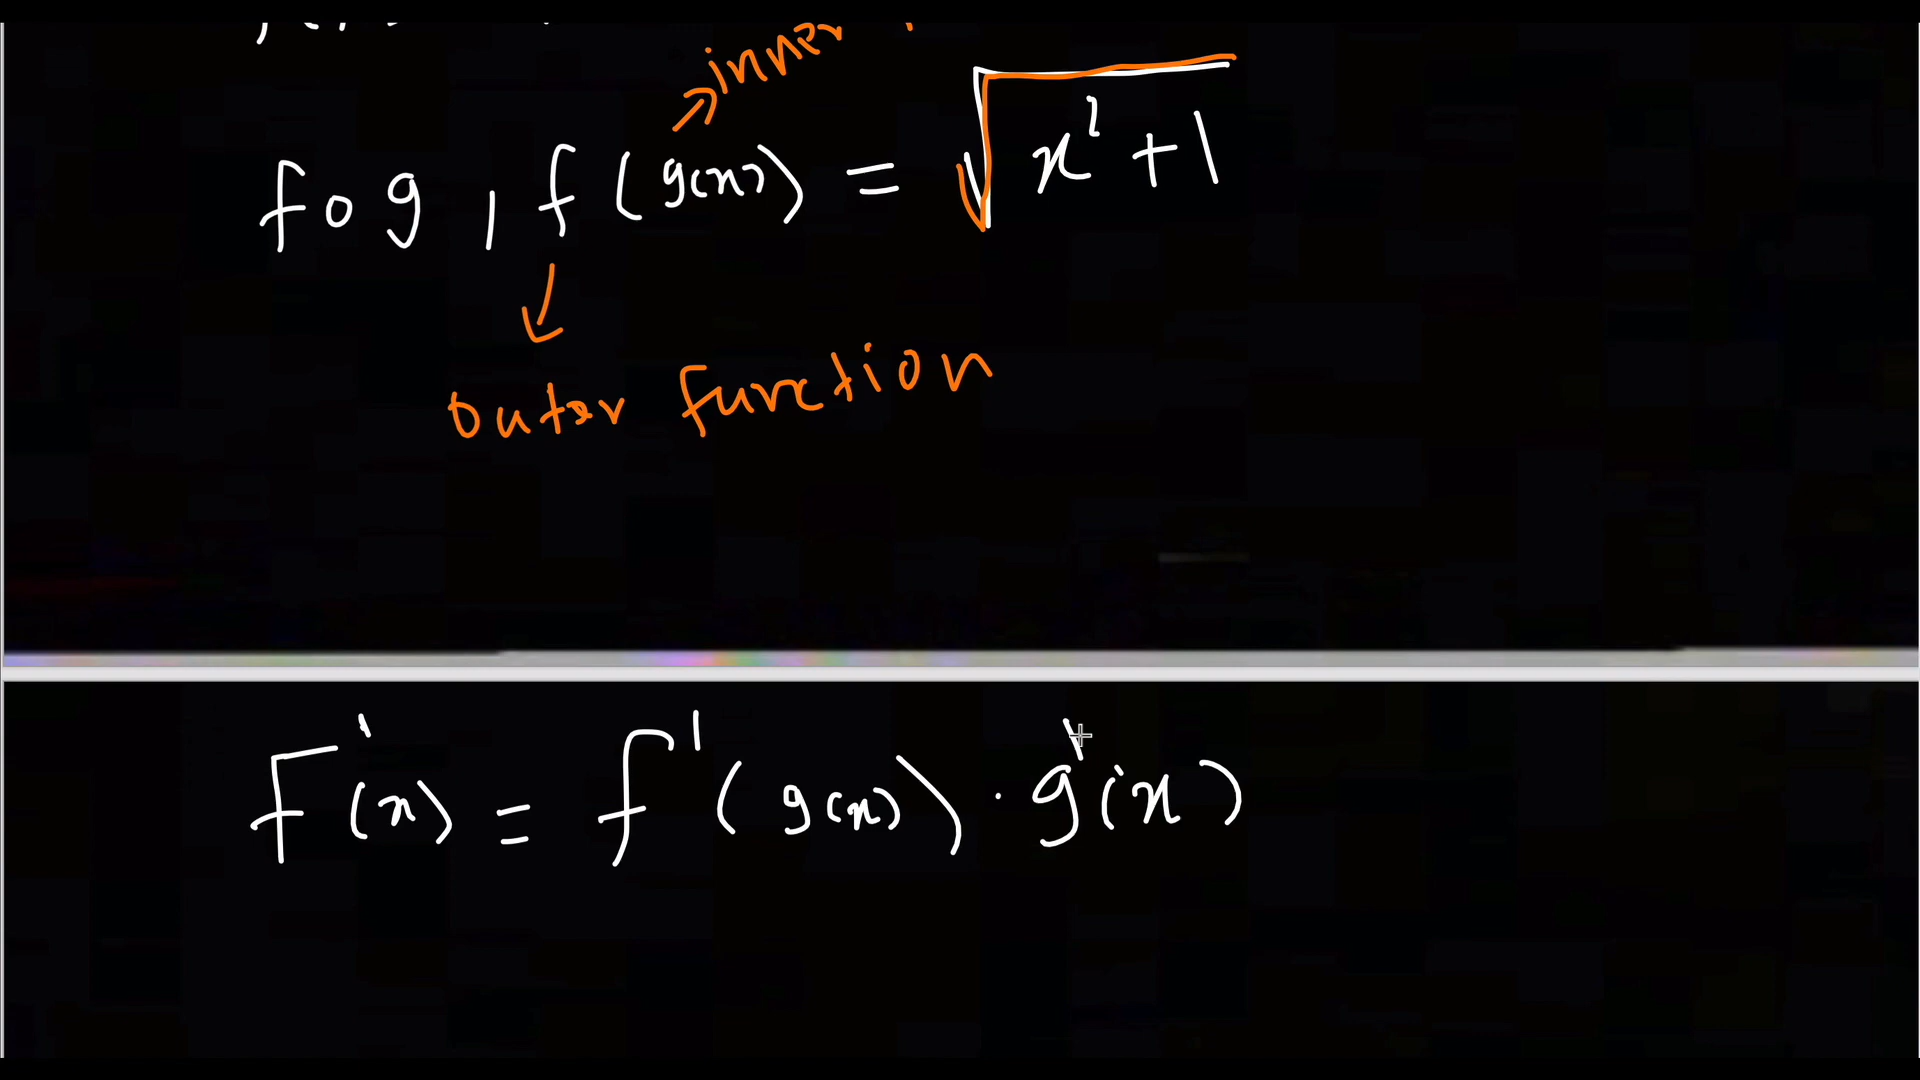 inner
fog, f(g(x)) = √(x² + 1)
outer function
F'(x) = f'(g(x)) · g'(x)